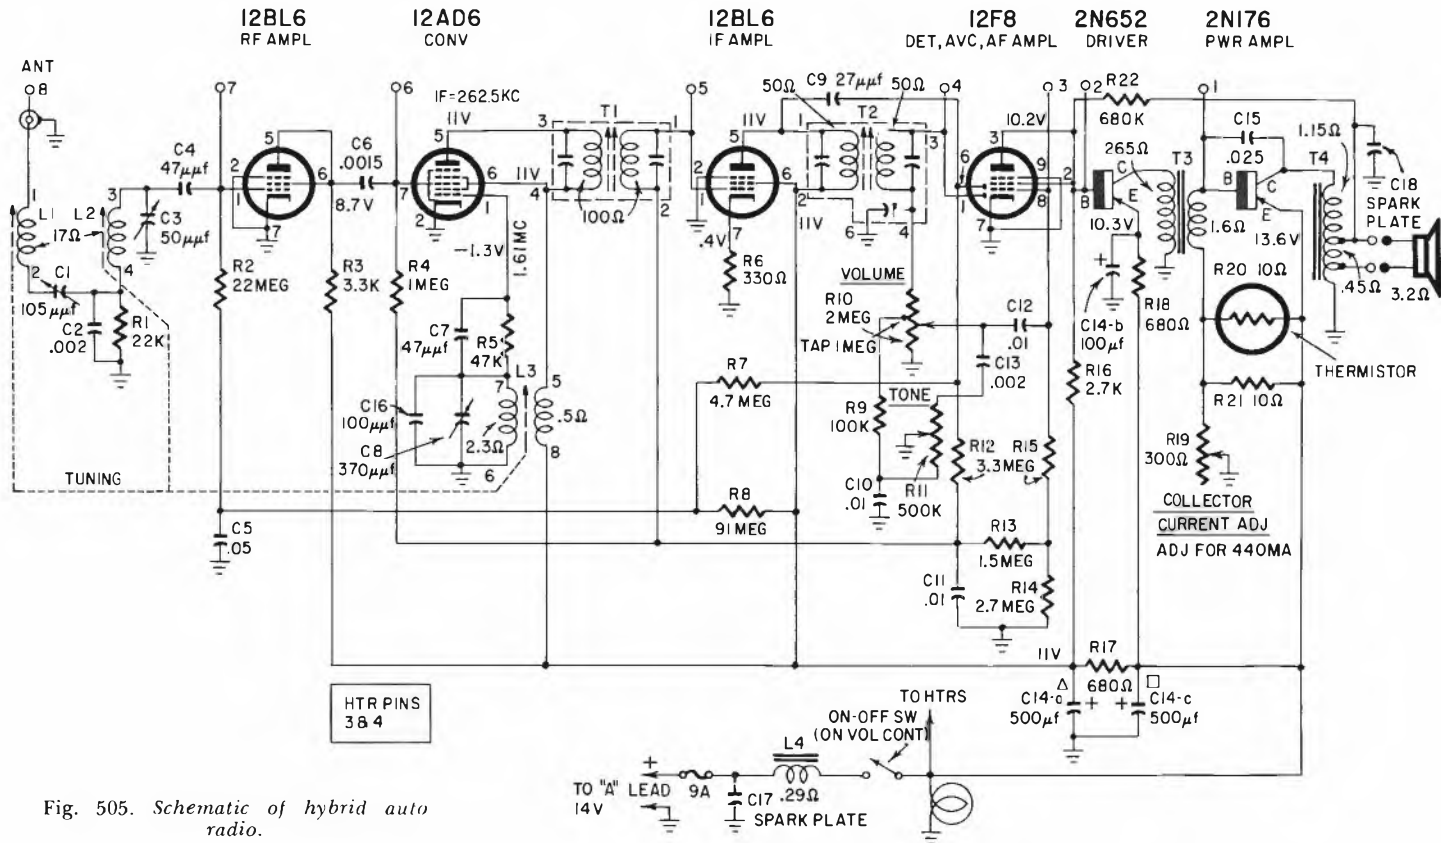 12BL6
RF AMPL
12AD6
CONV
12BL6
IF AMPL
12F8
DET, AVC, AF AMPL
2N652
DRIVER
2N176
PWR AMPL
ANT
8
7
6
5
4
3
2
1
IF=262.5KC
11V
C9 27μμf
50Ω
50Ω
T1
T2
R22
680K
C15
.025
1.15Ω
T4
C18
SPARK
PLATE
C4
47μμf
C6
.0015
8.7V
11V
11V
11V
10.2V
265Ω
T3
B
C
E
10.3V
B
C
E
1.6Ω
13.6V
L1
L2
17Ω
C3
50μμf
C1
105μμf
C2
.002
R1
22K
R2
22MEG
R3
3.3K
R4
1MEG
-1.3V
1.61MC
100Ω
.4V
R6
330Ω
VOLUME
R10
2MEG
TAP 1MEG
C12
.01
C13
.002
C14-b
100μf
R18
680Ω
R20 10Ω
.45Ω
3.2Ω
THERMISTOR
C7
47μμf
R5
47K
L3
C16
100μμf
C8
370μμf
2.3Ω
.5Ω
R7
4.7 MEG
R9
100K
TONE
R12
3.3MEG
R15
R16
2.7K
R21 10Ω
R19
300Ω
TUNING
C5
.05
R8
91 MEG
C10
.01
R11
500K
COLLECTOR
CURRENT ADJ
ADJ FOR 440MA
R13
1.5MEG
C11
.01
R14
2.7 MEG
11V
R17
680Ω
C14-a
500μf
C14-c
500μf
HTR PINS
3&4
TO HTRS
ON-OFF SW
(ON VOL CONT)
L4
TO "A" LEAD
14V
9A
C17
.29Ω
SPARK PLATE
Fig. 505. Schematic of hybrid auto
radio.